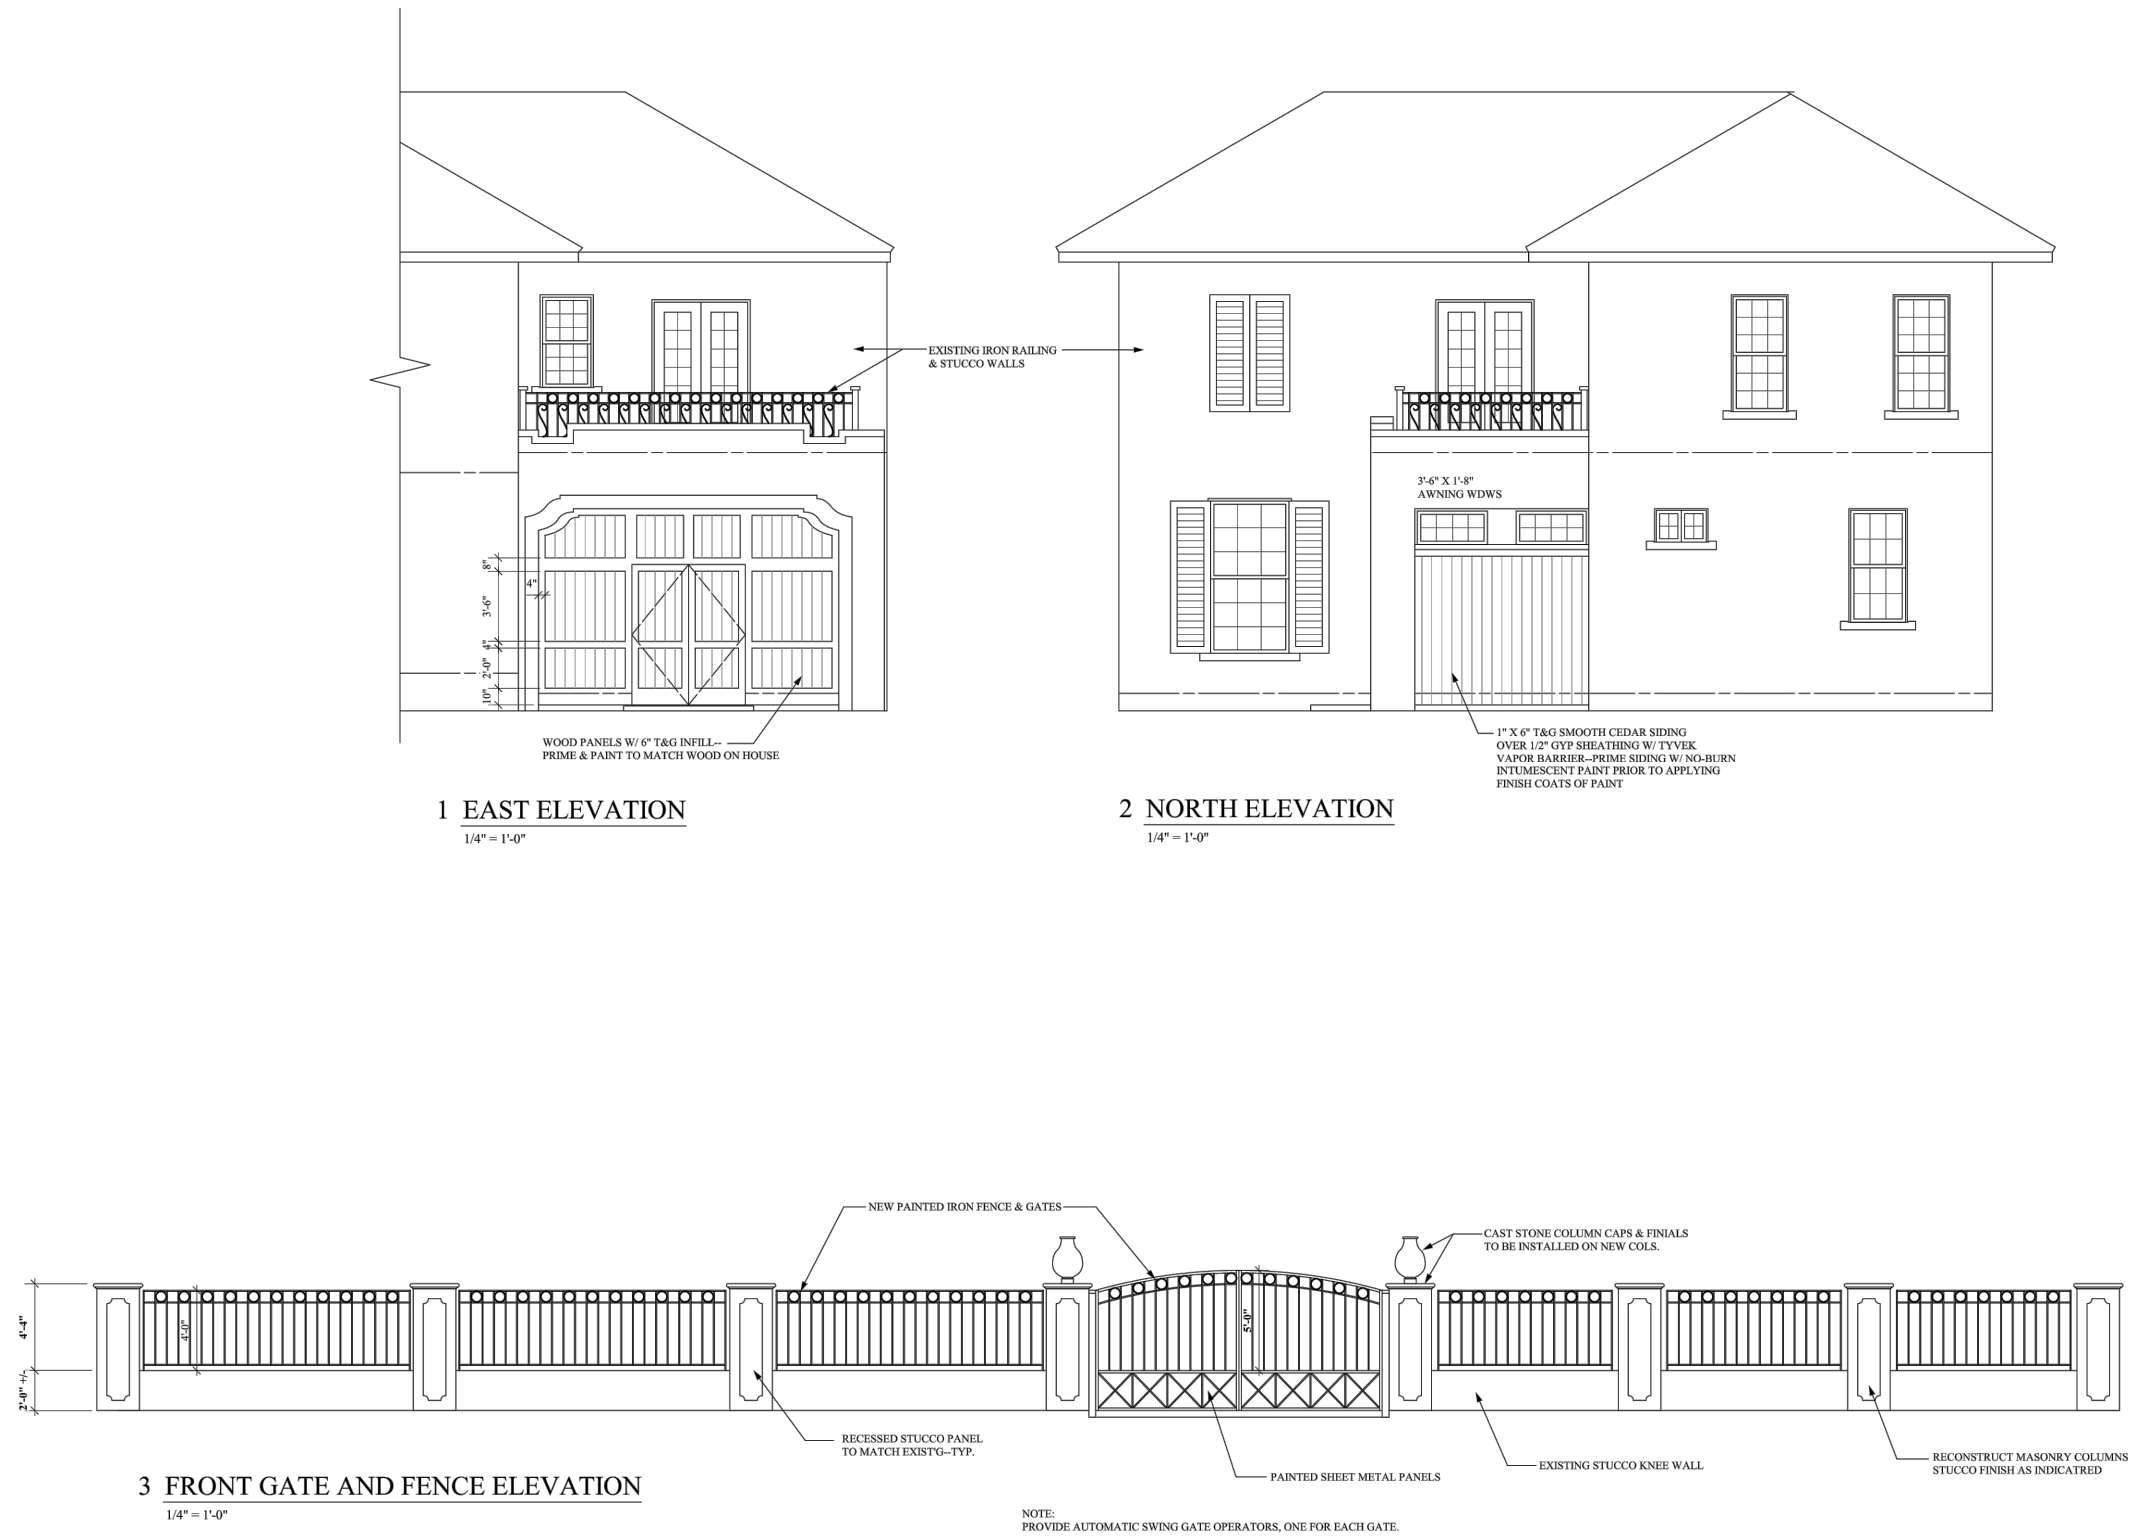 EXISTING IRON RAILING
& STUCCO WALLS
3'-6" X 1'-8"
AWNING WDWS
8"
4"
3'-6"
4"
2'-0"
10"
WOOD PANELS W/ 6" T&G INFILL--
PRIME & PAINT TO MATCH WOOD ON HOUSE
1" X 6" T&G SMOOTH CEDAR SIDING
OVER 1/2" GYP SHEATHING W/ TYVEK
VAPOR BARRIER--PRIME SIDING W/ NO-BURN
INTUMESCENT PAINT PRIOR TO APPLYING
FINISH COATS OF PAINT
1 EAST ELEVATION
1/4" = 1'-0"
2 NORTH ELEVATION
1/4" = 1'-0"
NEW PAINTED IRON FENCE & GATES
CAST STONE COLUMN CAPS & FINIALS
TO BE INSTALLED ON NEW COLS.
4'-4"
4'-0"
5'-0"
2'-0" +/-
RECESSED STUCCO PANEL
TO MATCH EXIST'G--TYP.
PAINTED SHEET METAL PANELS
EXISTING STUCCO KNEE WALL
RECONSTRUCT MASONRY COLUMNS
STUCCO FINISH AS INDICATRED
3 FRONT GATE AND FENCE ELEVATION
1/4" = 1'-0"
NOTE:
PROVIDE AUTOMATIC SWING GATE OPERATORS, ONE FOR EACH GATE.